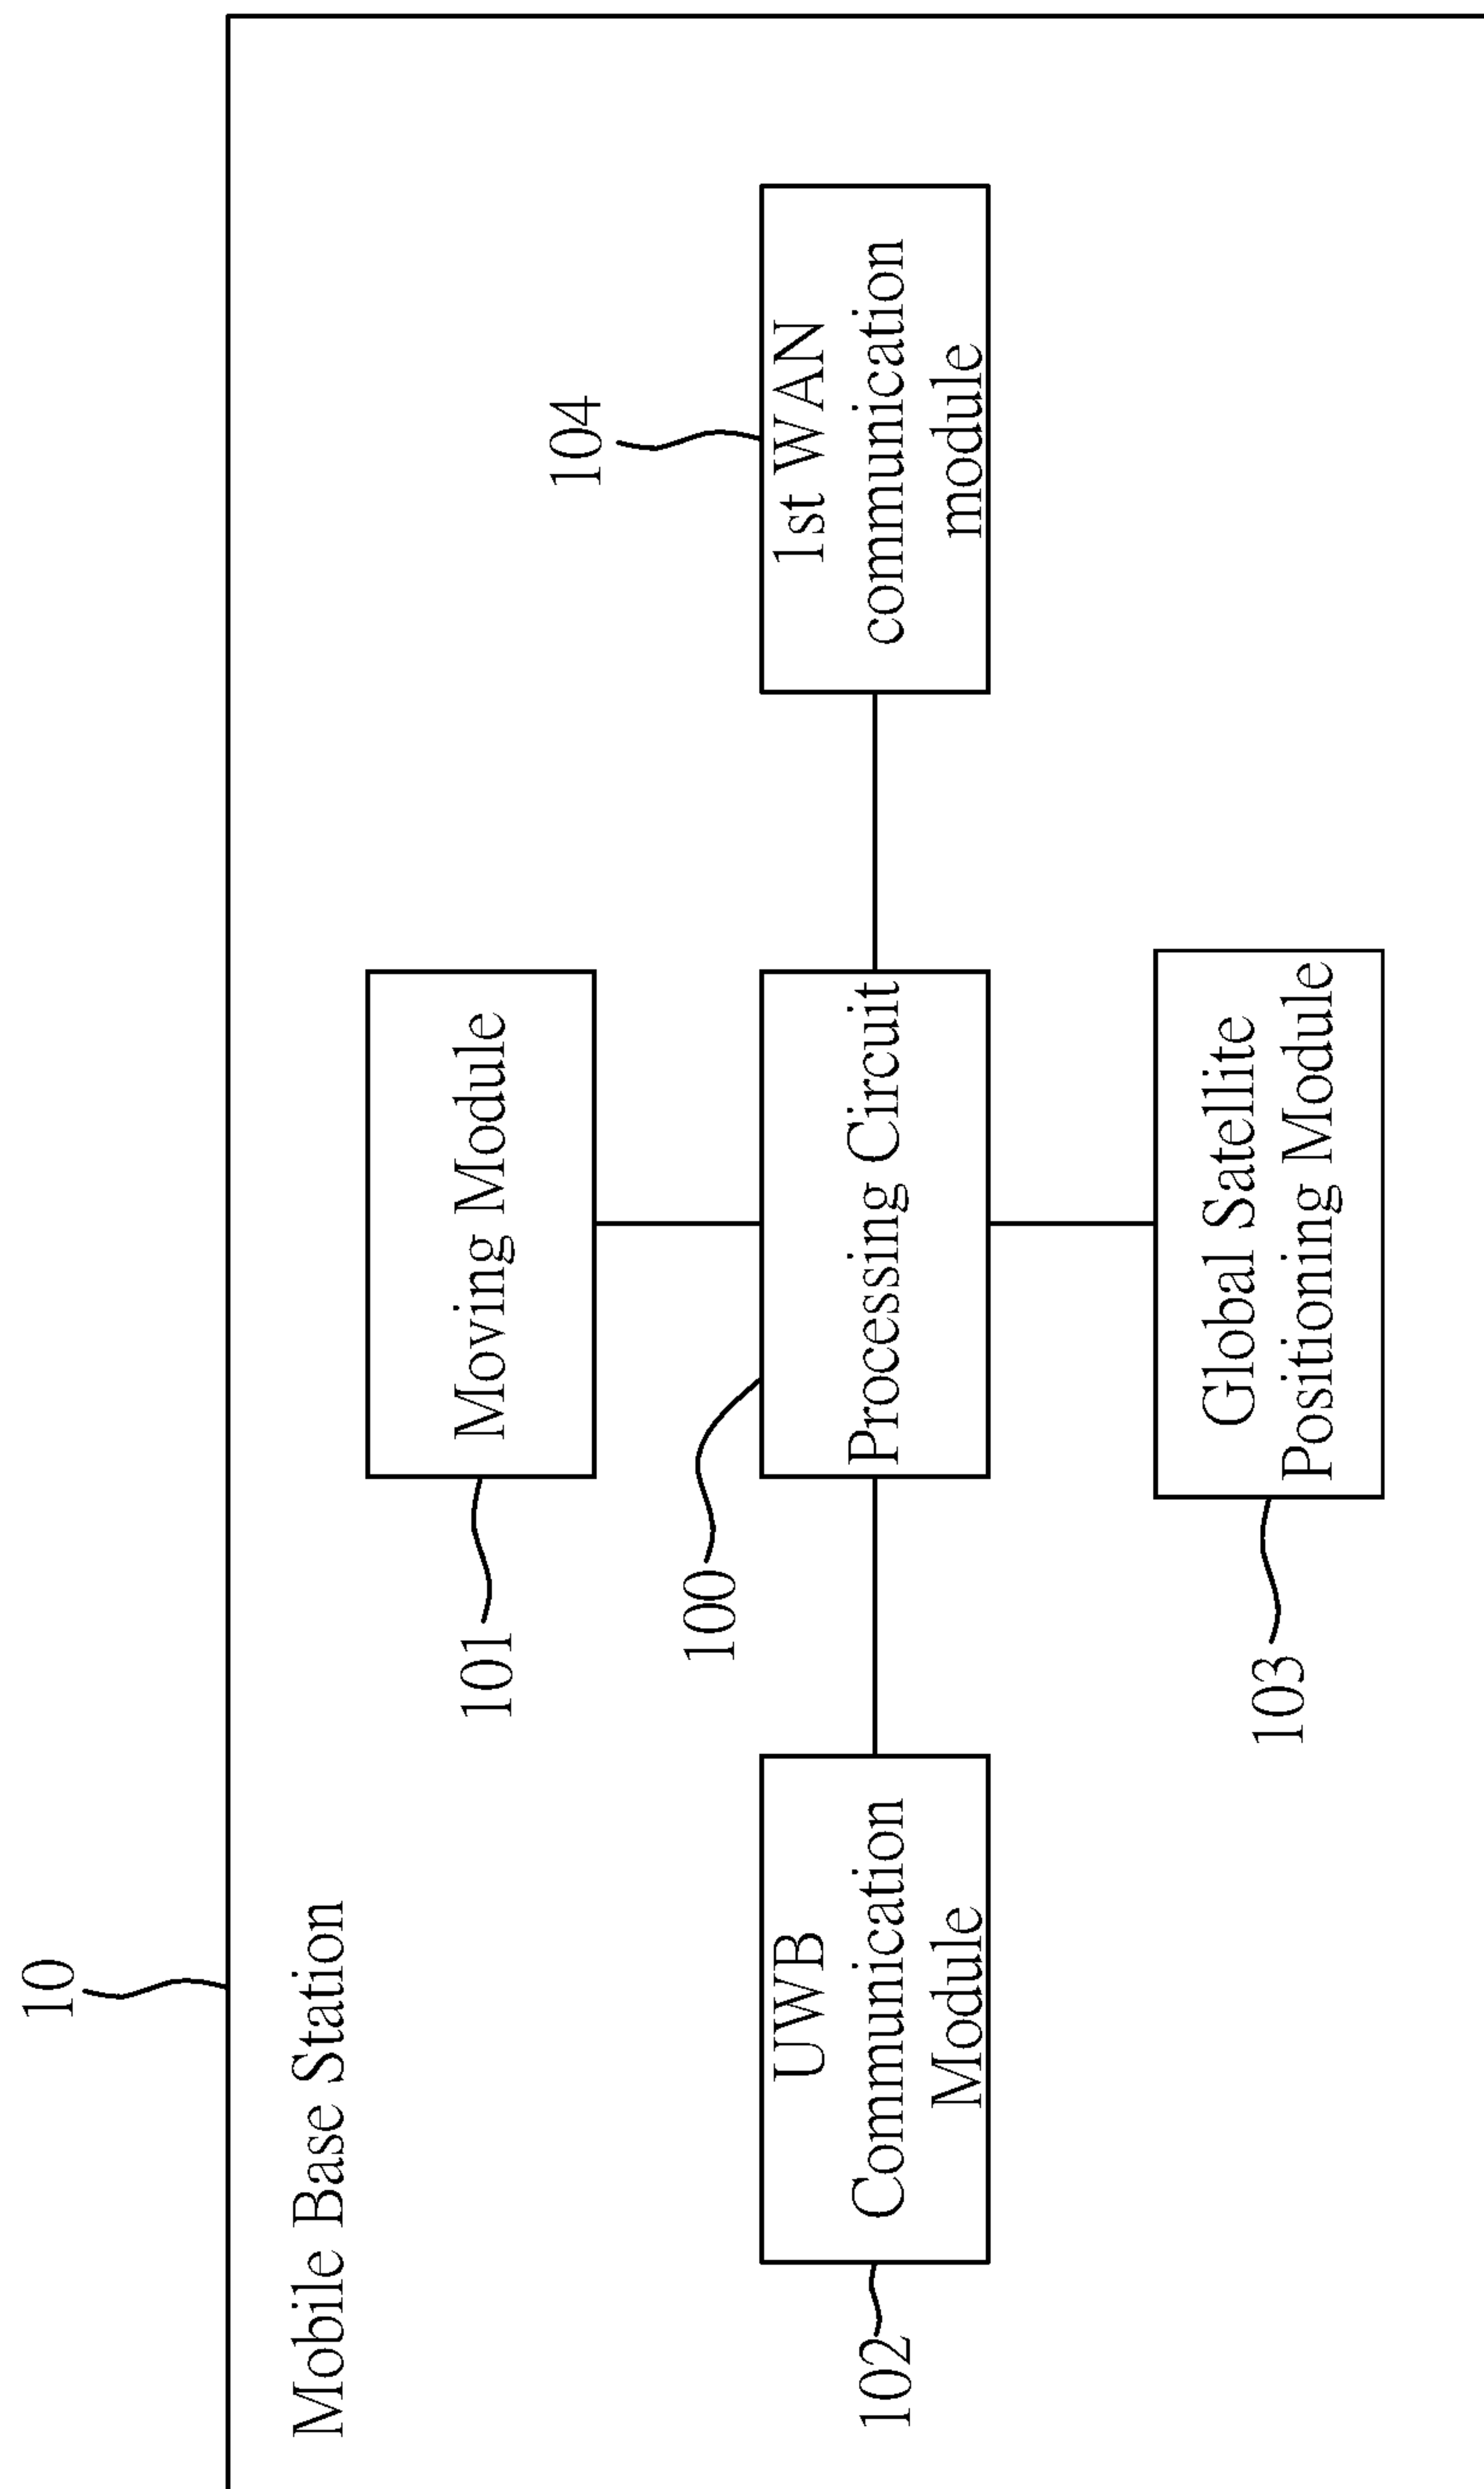 10
Mobile Base Station
101
Moving Module
104
100
102
UWB
Communication
Module
Processing Circuit
1st WAN
communication
module
103
Global Satellite
Positioning Module